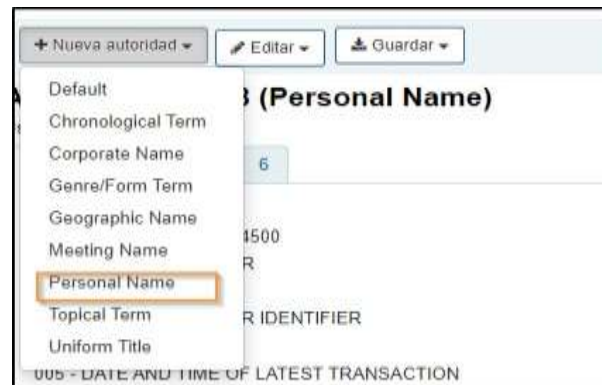 + Nueva autoridad Editar Guardar
Default
3 (Personal Name)
Chronological Term
Corporate Name
6
Genre/Form Term
Geographic Name
4500
Meeting Name
R
Personal Name
Topical Term
R IDENTIFIER
Uniform Title
005 - DATE AND TIME OF LATEST TRANSACTION